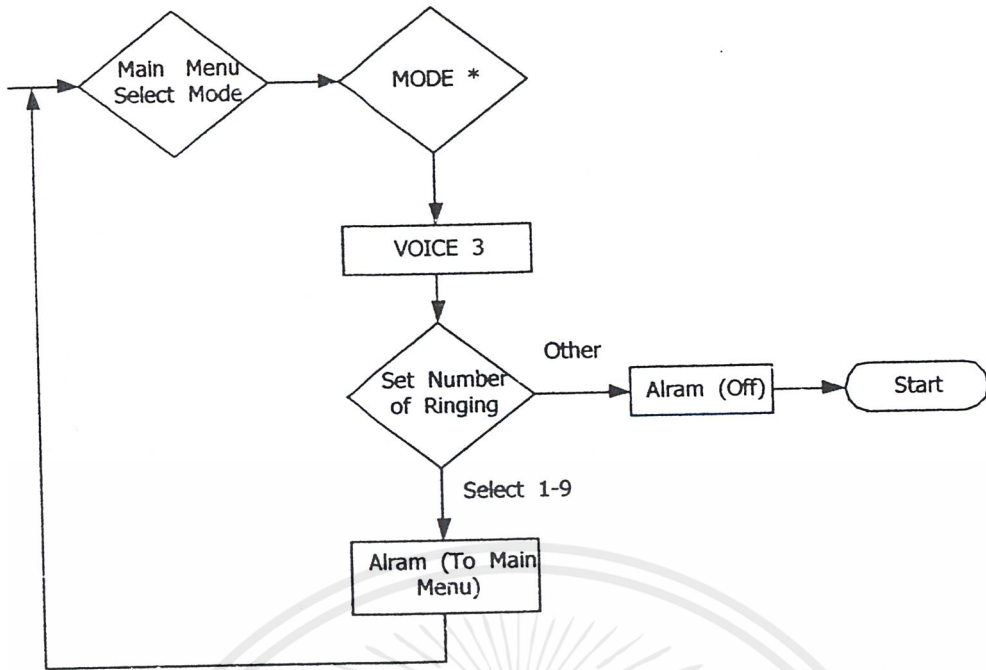 Main Menu
Select Mode
MODE *
VOICE 3
Set Number
of Ringing
Other
Alram (Off)
Start
Select 1-9
Alram (To Main
Menu)